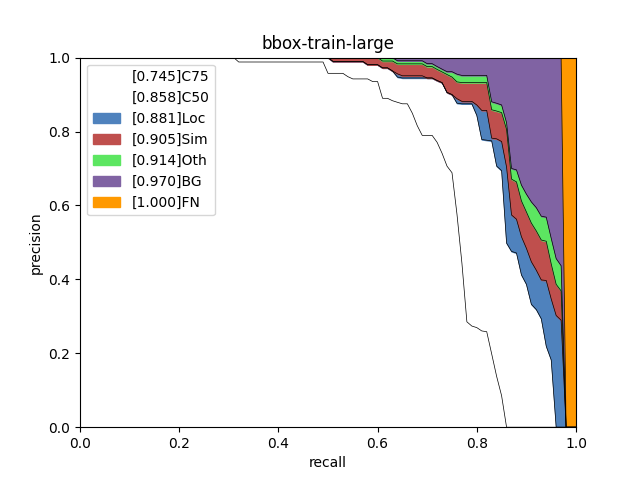 bbox-train-large
1.0
0.8
0.6
0.4
0.2
0.0
precision
[0.745]C75
[0.858]C50
[0.881]Loc
[0.905]Sim
[0.914]Oth
[0.970]BG
[1.000]FN
0.0 0.2 0.4 0.6 0.8 1.0
recall